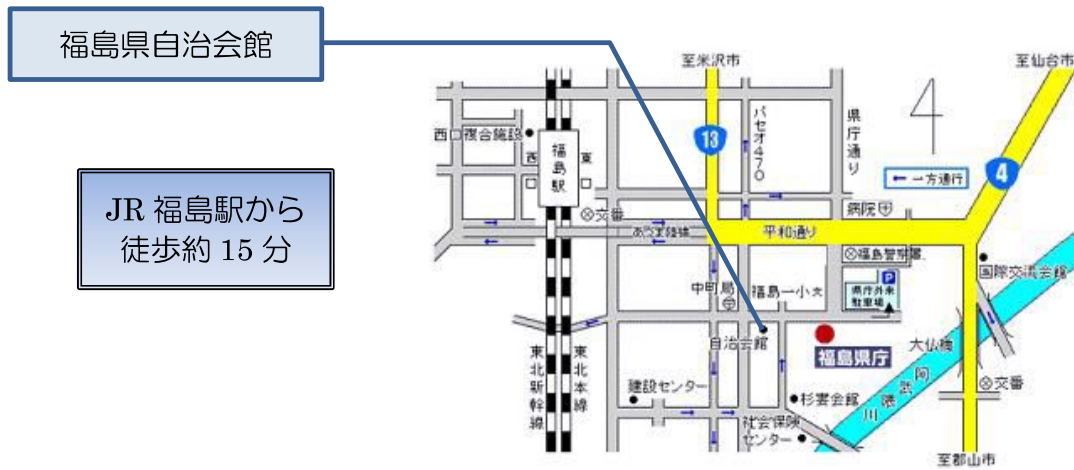 福島県自治会館
JR 福島駅から
徒歩約 15 分
至米沢市
至仙台市
13
パセオ470
県庁通り
4
一方通行
西口複合施設
西口
福島駅
東口
交番
病院
あづま陸橋
平和通り
福島警察署
国際交流会館
P
県庁外来
駐車場
中町局
福島一小
文
自治会館
福島県庁
大仏橋
阿武隈川
東北新幹線
東北本線
建設センター
杉雲会館
社会保険
センター
交番
至郡山市